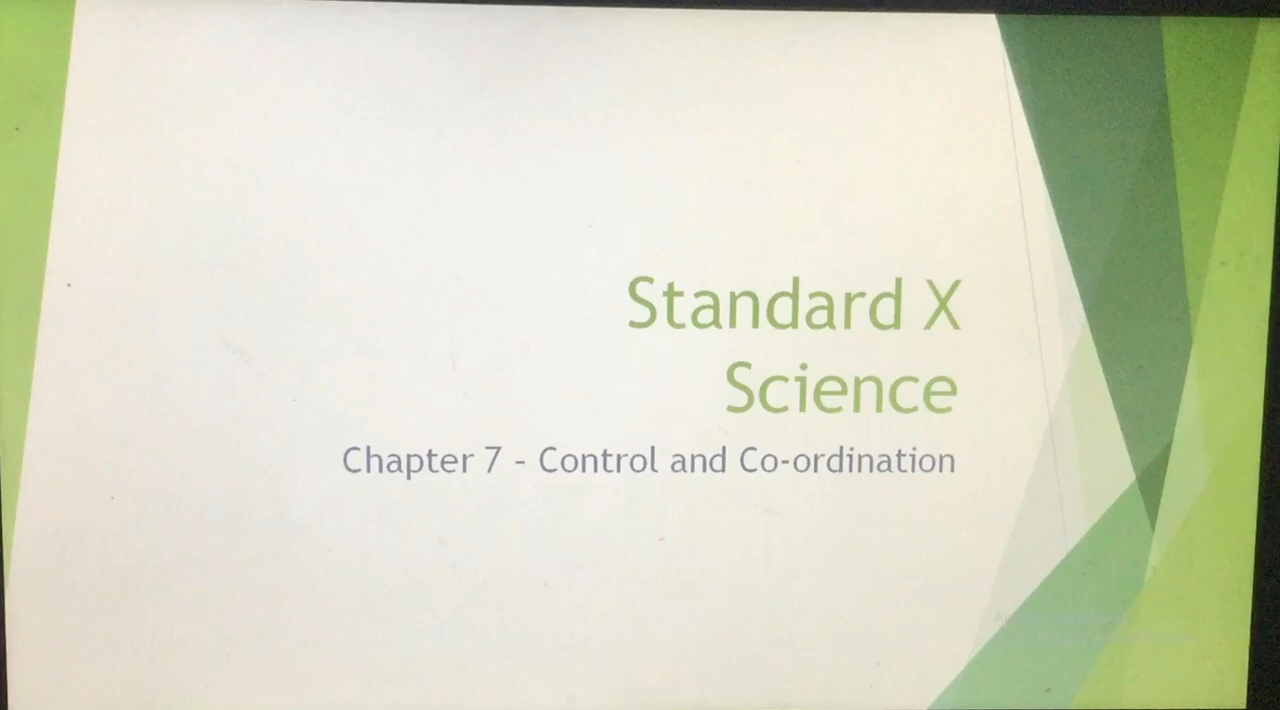 Standard X
Science
Chapter 7 - Control and Co-ordination